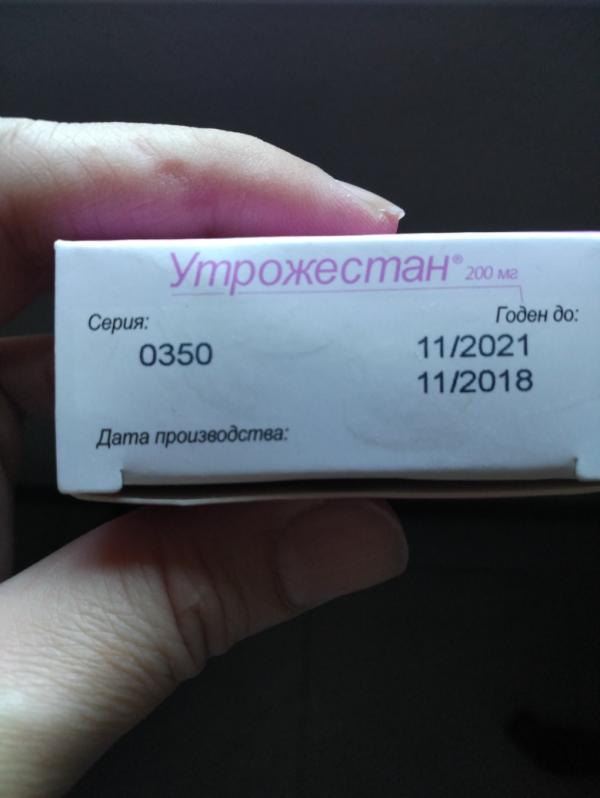 Утрожестан® 200 мг
Серия: Годен до:
0350 11/2021
11/2018
Дата производства: